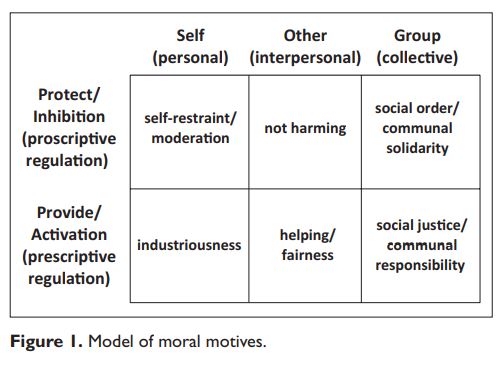 Self
(personal)
Other
(interpersonal)
Group
(collective)
Protect/
Inhibition
(proscriptive
regulation)
self-restraint/
moderation
not harming
social order/
communal
solidarity
Provide/
Activation
(prescriptive
regulation)
industriousness
helping/
fairness
social justice/
communal
responsibility
Figure 1. Model of moral motives.